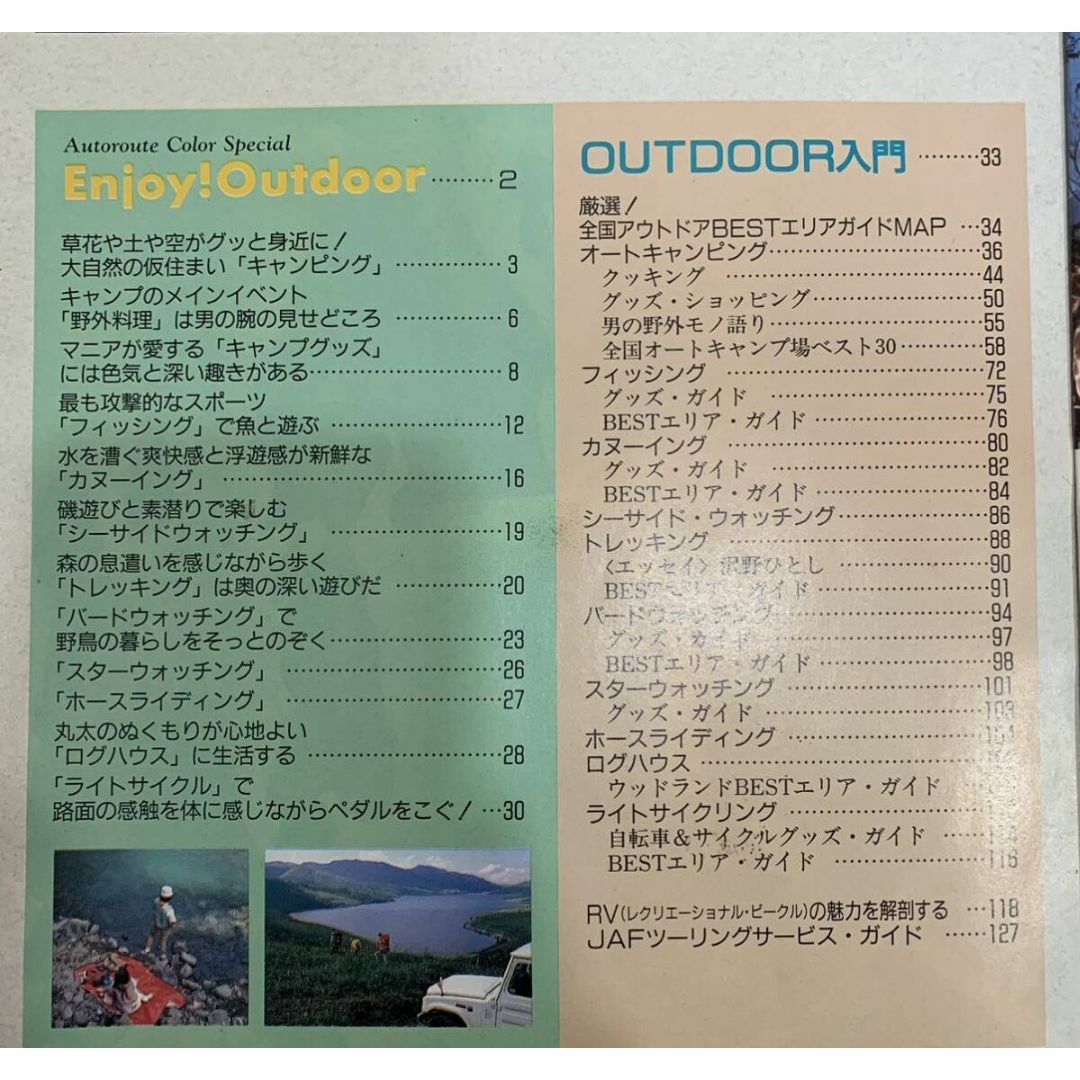 Autoroute Color Special
Enjoy!Outdoor………2
草花や土や空がグッと身近に！
大自然の仮住まい「キャンピング」……………3
キャンプのメインイベント
「野外料理」は男の腕の見せどころ……………6
マニアが愛する「キャンプグッズ」
には色気と深い趣きがある……………………8
最も攻撃的なスポーツ
「フィッシング」で魚と遊ぶ…………………12
水を漕ぐ爽快感と浮遊感が新鮮な
「カヌーイング」………………………………16
磯遊びと素潜りで楽しむ
「シーサイドウォッチング」…………………19
森の息遣いを感じながら歩く
「トレッキング」は奥の深い遊びだ…………20
「バードウォッチング」で
野鳥の暮らしをそっとのぞく…………………23
「スターウォッチング」………………………26
「ホースライディング」………………………27
丸太のぬくもりが心地よい
「ログハウス」に生活する……………………28
「ライトサイクル」で
路面の感触を体に感じながらペダルをこぐ！…30
OUTDOOR入門………33
厳選！
全国アウトドアBESTエリアガイドMAP…34
オートキャンピング……………………36
クッキング………………………44
グッズ・ショッピング………………50
男の野外モノ語り……………………55
全国オートキャンプ場ベスト30………58
フィッシング…………………………72
グッズ・ガイド……………………75
BESTエリア・ガイド………………76
カヌーイング…………………………80
グッズ・ガイド……………………82
BESTエリア・ガイド………………84
シーサイド・ウォッチング……………86
トレッキング…………………………88
〈エッセイ〉沢野ひとし……………90
BESTエリア・ガイド………………91
バードウォッチング…………………94
グッズ・ガイド……………………97
BESTエリア・ガイド………………98
スターウォッチング…………………101
グッズ・ガイド……………………103
ホースライディング…………………104
ログハウス……………………
ウッドランドBESTエリア・ガイド
ライトサイクリング…………………
自転車＆サイクルグッズ・ガイド……114
BESTエリア・ガイド………………116
RV(レクリエーショナル・ビークル)の魅力を解剖する…118
JAFツーリングサービス・ガイド……127